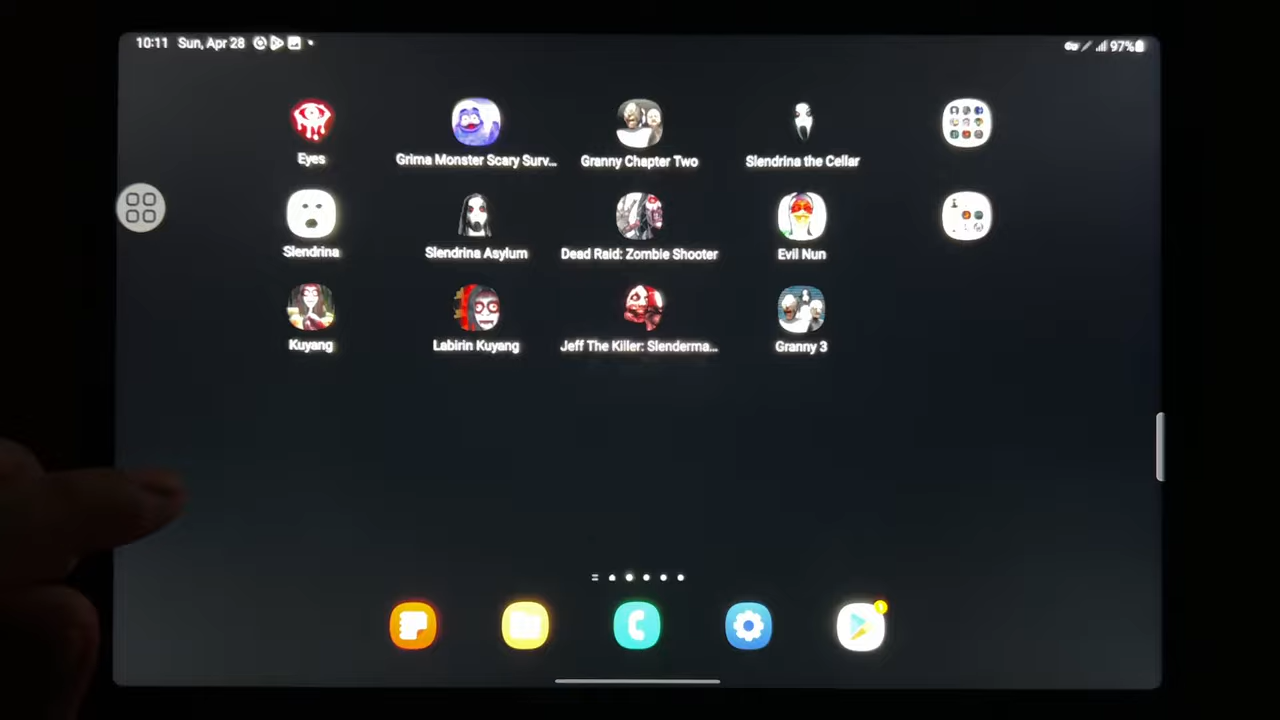 10:11 Sun, Apr 28
97%
Eyes
Grima Monster Scary Surv...
Granny Chapter Two
Slendrina the Cellar
Slendrina
Slendrina Asylum
Dead Raid: Zombie Shooter
Evil Nun
Kuyang
Labirin Kuyang
Jeff The Killer: Slenderma...
Granny 3